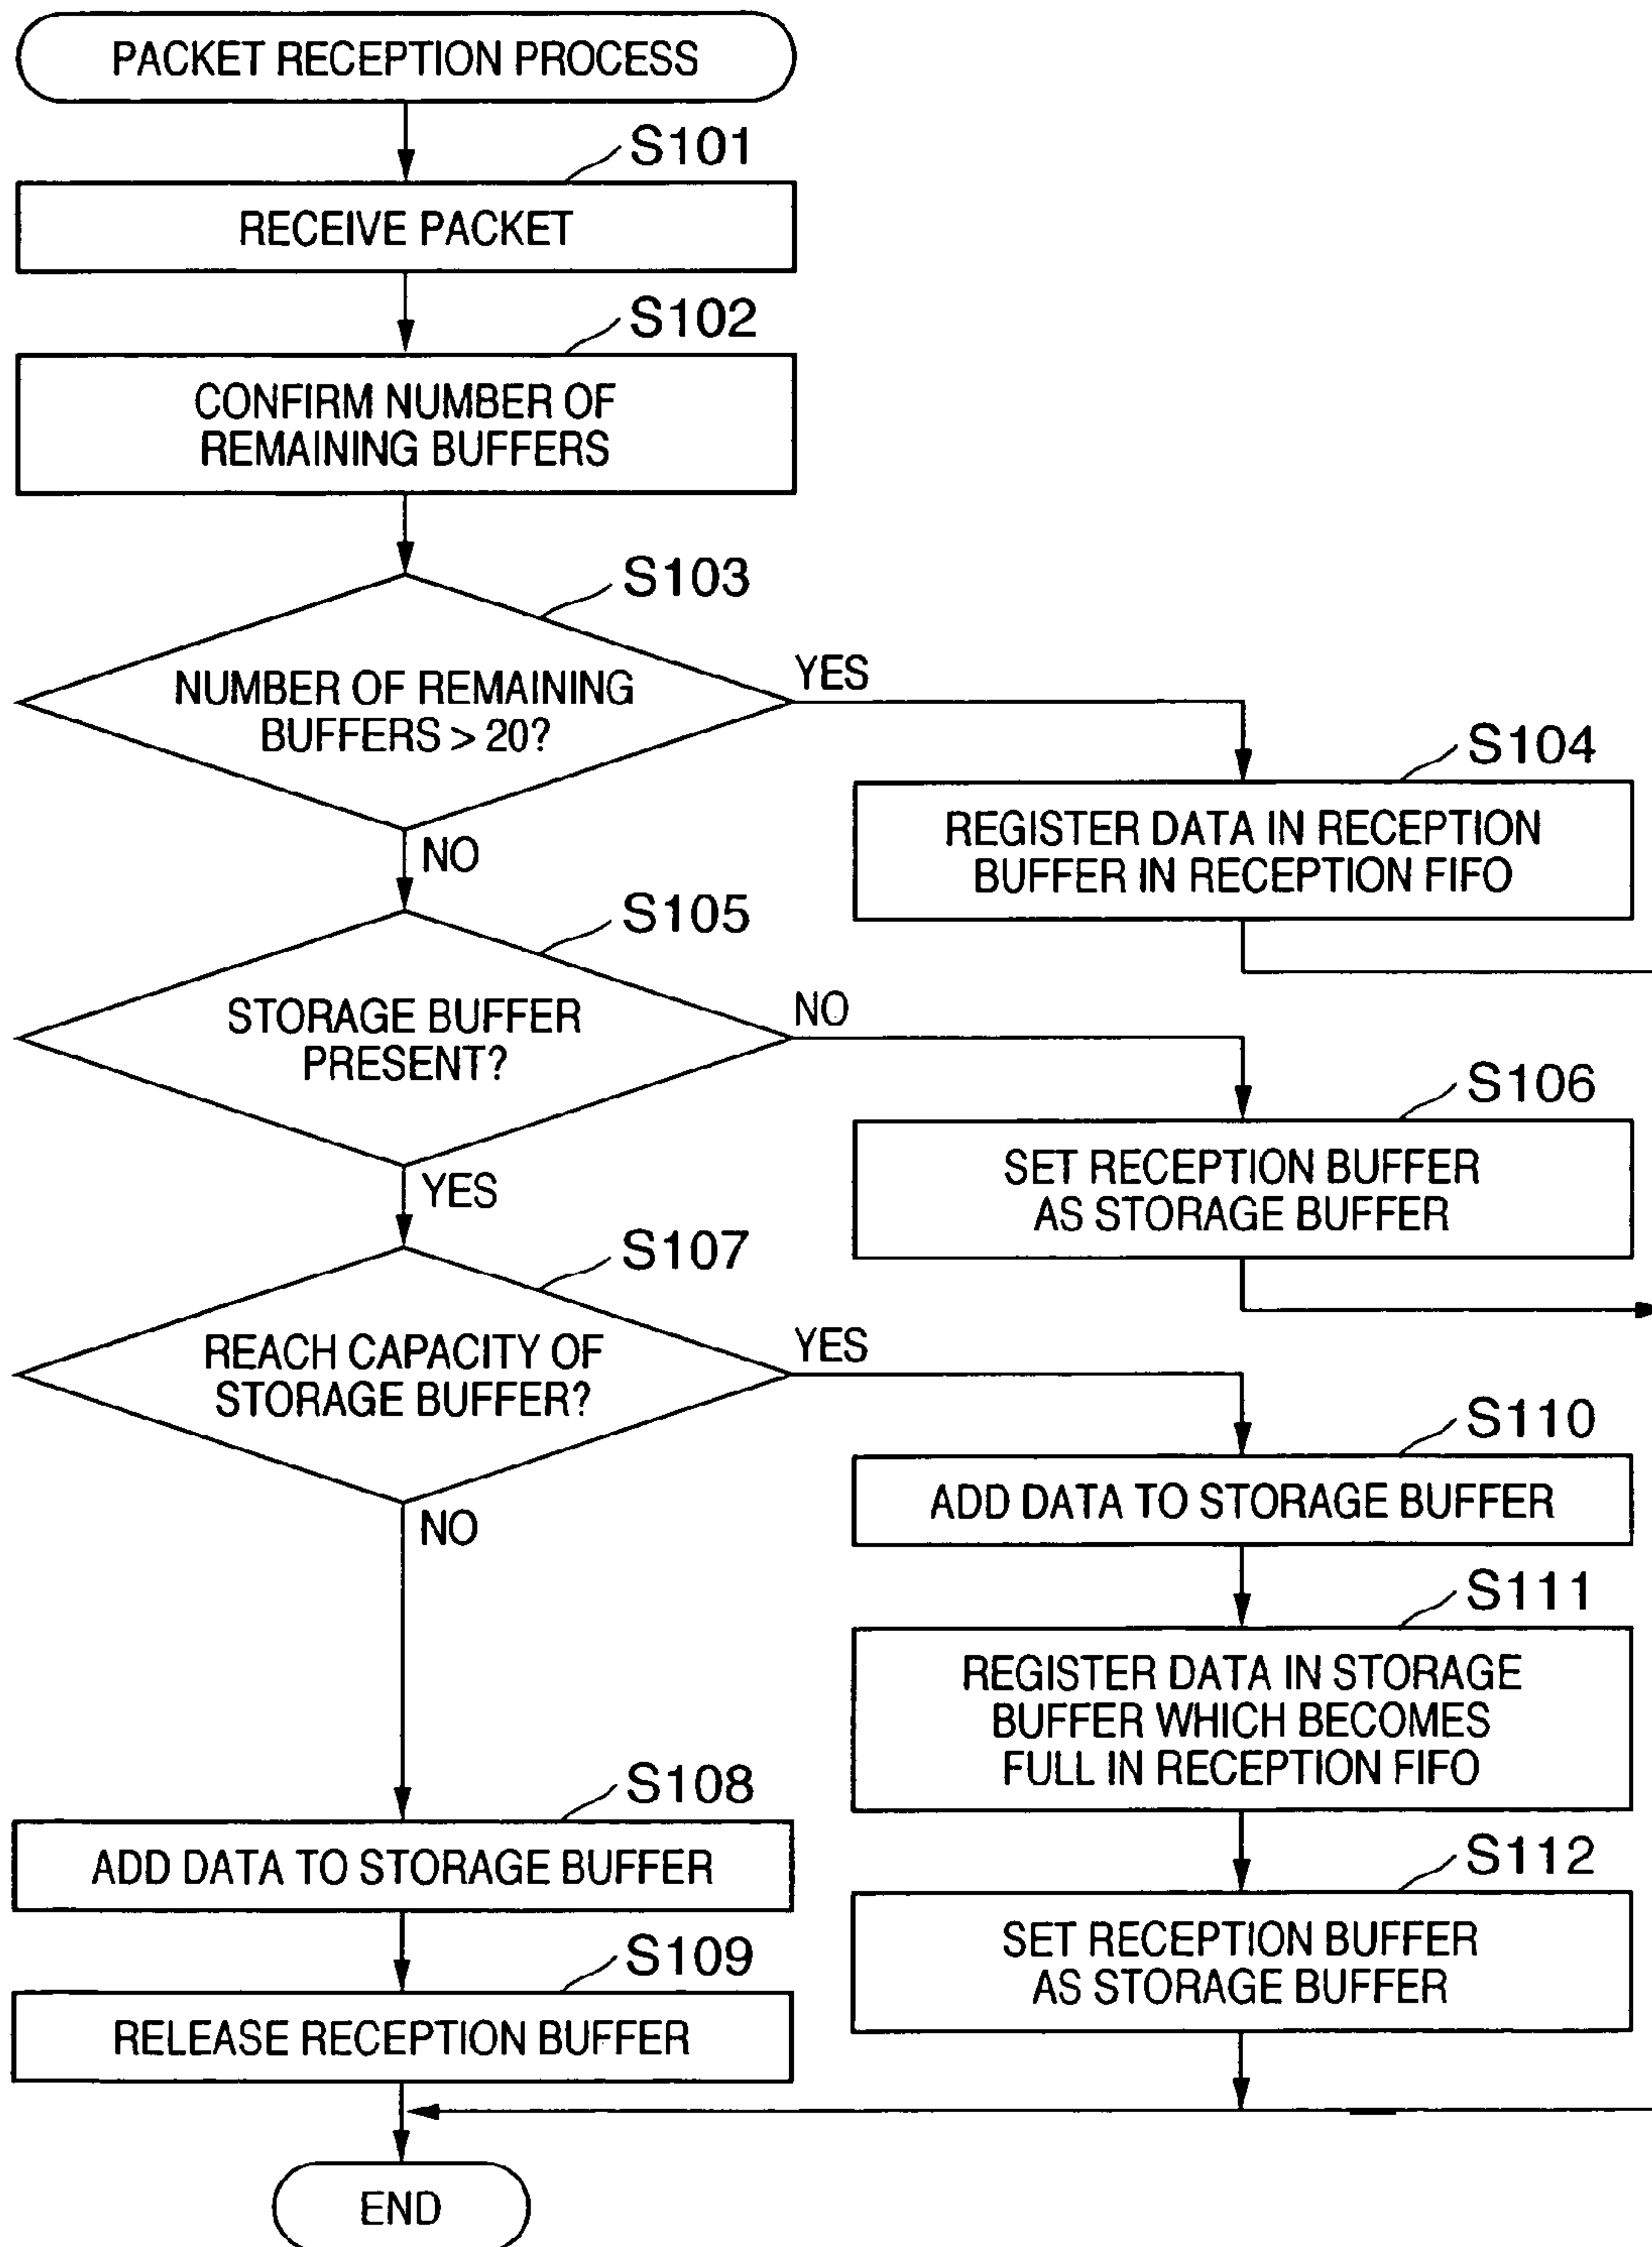 PACKET RECEPTION PROCESS
S101
RECEIVE PACKET
S102
CONFIRM NUMBER OF
REMAINING BUFFERS
S103
NUMBER OF REMAINING
BUFFERS > 20?
YES
NO
S104
REGISTER DATA IN RECEPTION
BUFFER IN RECEPTION FIFO
S105
STORAGE BUFFER
PRESENT?
NO
YES
S106
SET RECEPTION BUFFER
AS STORAGE BUFFER
S107
REACH CAPACITY OF
STORAGE BUFFER?
YES
NO
S110
ADD DATA TO STORAGE BUFFER
S111
REGISTER DATA IN STORAGE
BUFFER WHICH BECOMES
FULL IN RECEPTION FIFO
S108
ADD DATA TO STORAGE BUFFER
S112
SET RECEPTION BUFFER
AS STORAGE BUFFER
S109
RELEASE RECEPTION BUFFER
END